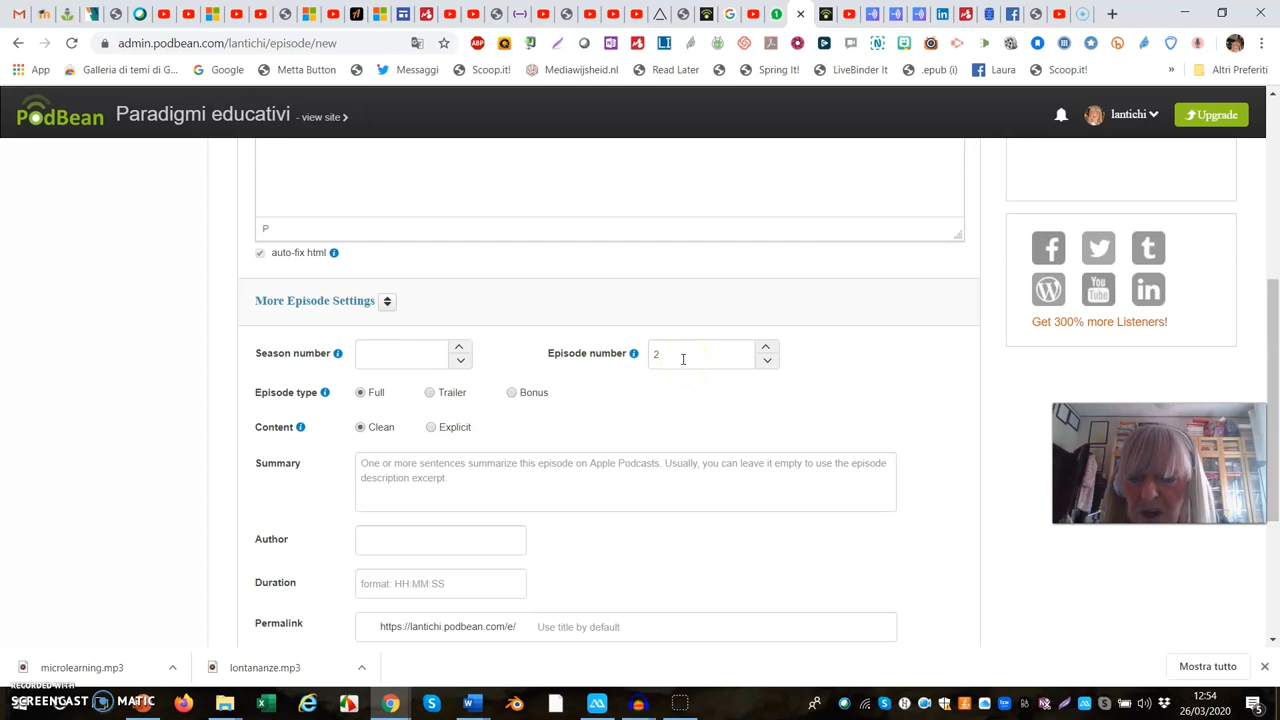 admin.podbean.com/lantichi/episode/new
App
Galleria di temi di G...
Google
Metta Button
Messaggi
Scoop.it!
Mediawijsheid.nl
Read Later
Spring It!
LiveBinder It
.epub (i)
Laura
Scoop.it!
»
Altri Preferiti
PodBean
Paradigmi educativi
- view site
lantichi
Upgrade
P
auto-fix html
Get 300% more Listeners!
More Episode Settings
Season number
Episode number
2
Episode type
Full
Trailer
Bonus
Content
Clean
Explicit
Summary
One or more sentences summarize this episode on Apple Podcasts. Usually, you can leave it empty to use the episode
description excerpt
Author
Duration
format: HH:MM:SS
Permalink
https://lantichi.podbean.com/e/
Use title by default
microlearning.mp3
lontananze.mp3
Mostra tutto
RECORDED WITH
SCREENCAST MATIC
12:54
26/03/2020